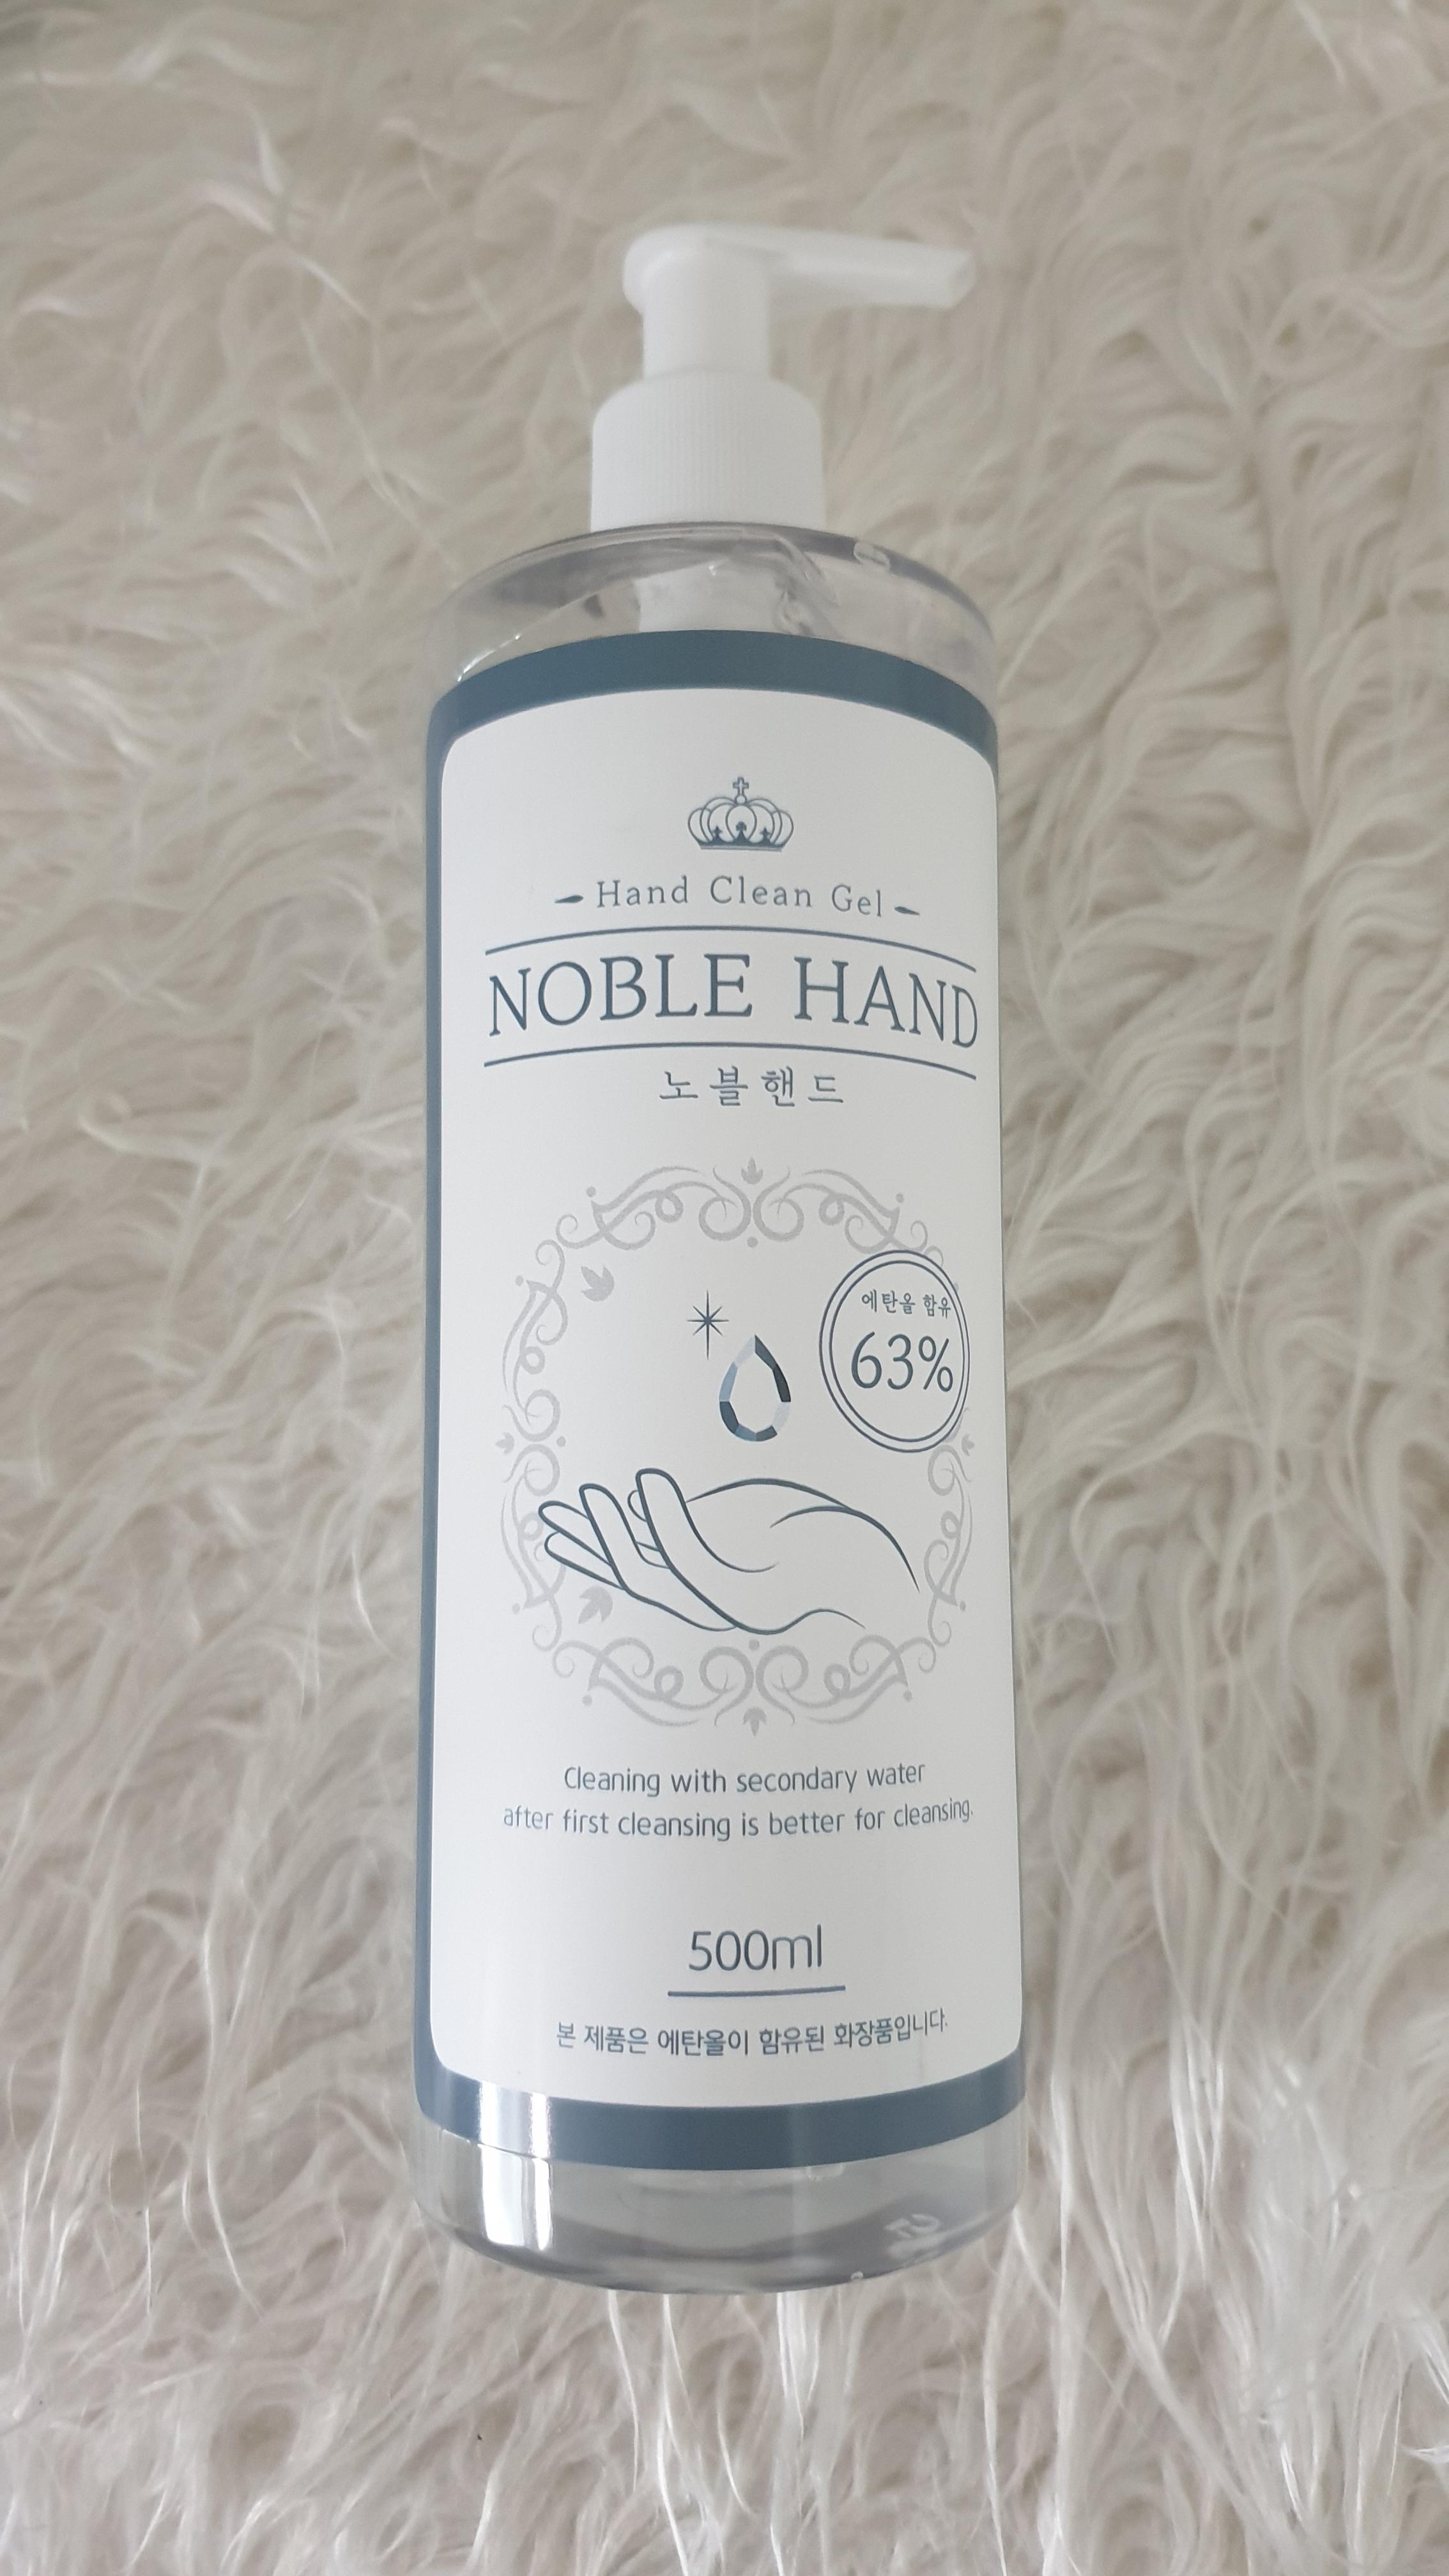 Hand Clean Gel
NOBLE HAND
노블핸드
에탄올 함유
63%
Cleaning with secondary water
after first cleansing is better for cleansing.
500ml
본 제품은 에탄올이 함유된 화장품입니다.